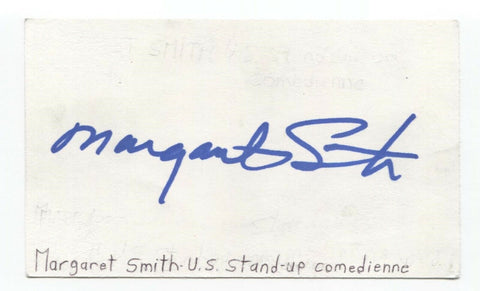 Margaret Smith
Margaret Smith-U.S. Stand-up comedienne